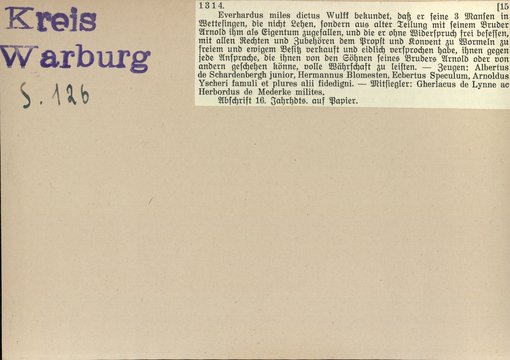 Kreis
Warburg
S. 126
1314. [15
Everhardus miles dictus Wulff bekundet, daß er seine 3 Mansen in
Wettesingen, die nicht Lehen, sondern aus alter Teilung mit seinem Bruder
Arnold ihm als Eigentum zugefallen, und die er ohne Widerspruch frei besessen,
mit allen Rechten und Zubehören dem Propst und Konvent zu Wormeln zu
freiem und ewigem Besitz verkauft und eidlich versprochen habe, ihnen gegen
jede Ansprache, die ihnen von den Söhnen seines Bruders Arnold oder von
andern geschehen könne, volle Währschaft zu leisten. — Zeugen: Albertus
de Schardenbergh junior, Hermannus Blomesten, Ecbertus Speculum, Arnoldus
Yscheri famuli et plures alii fidedigni. — Mitsiegler: Gherlacus de Lynne ac
Herbordus de Mederke milites.
Abschrift 16. Jahrhdts. auf Papier.